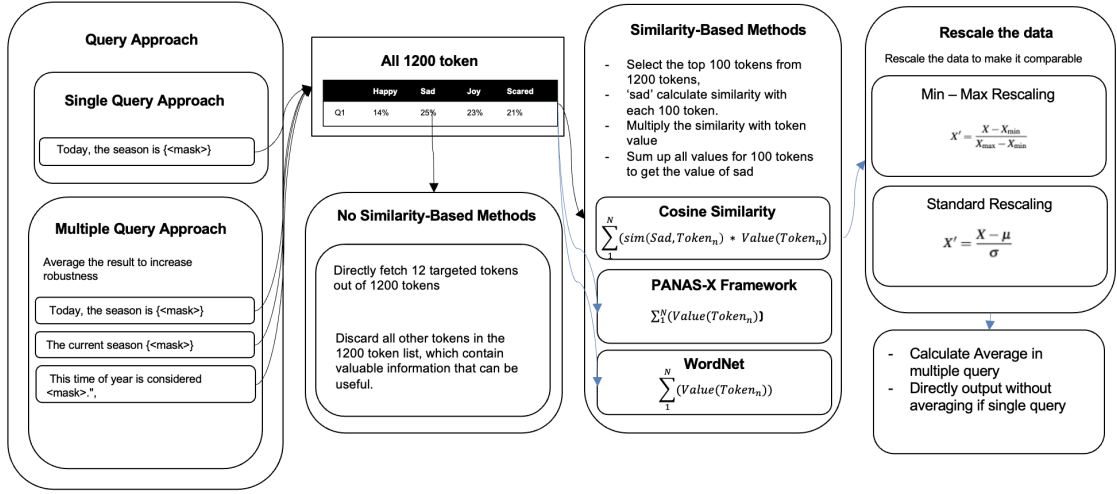 Query Approach
Single Query Approach
Today, the season is {<mask>}
Multiple Query Approach
Average the result to increase
robustness
Today, the season is {<mask>}
The current season {<mask>}
This time of year is considered
<mask>.",
All 1200 token
Happy Sad Joy Scared
Q1 14% 25% 23% 21%
No Similarity-Based Methods
Directly fetch 12 targeted tokens
out of 1200 tokens
Discard all other tokens in the
1200 token list, which contain
valuable information that can be
useful.
Similarity-Based Methods
- Select the top 100 tokens from
1200 tokens,
- ‘sad’ calculate similarity with
each 100 token.
- Multiply the similarity with token
value
- Sum up all values for 100 tokens
to get the value of sad
Cosine Similarity
∑_1^N (sim(Sad,Token_n) * Value(Token_n)
PANAS-X Framework
∑_1^N(Value(Token_n))
WordNet
∑_1^N (Value(Token_n))
Rescale the data
Rescale the data to make it comparable
Min – Max Rescaling
X' = (X − X_min) / (X_max − X_min)
Standard Rescaling
X' = (X − μ) / σ
- Calculate Average in
multiple query
- Directly output without
averaging if single query